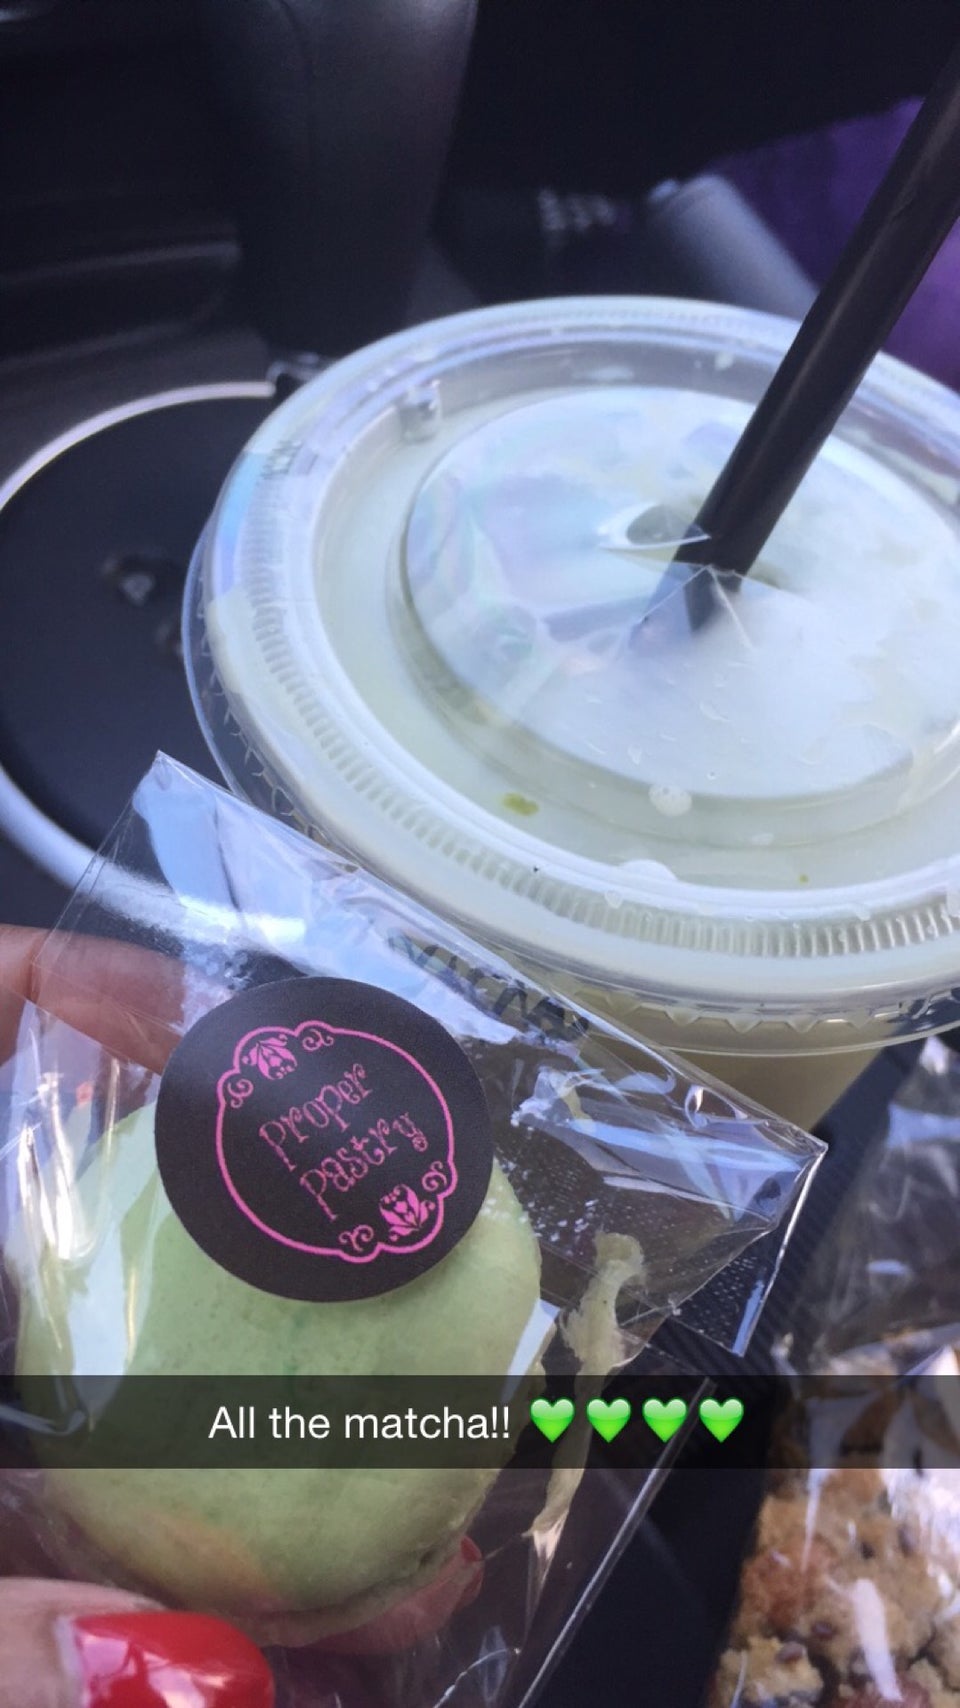 proper
pastry
All the matcha!! 💚💚💚💚